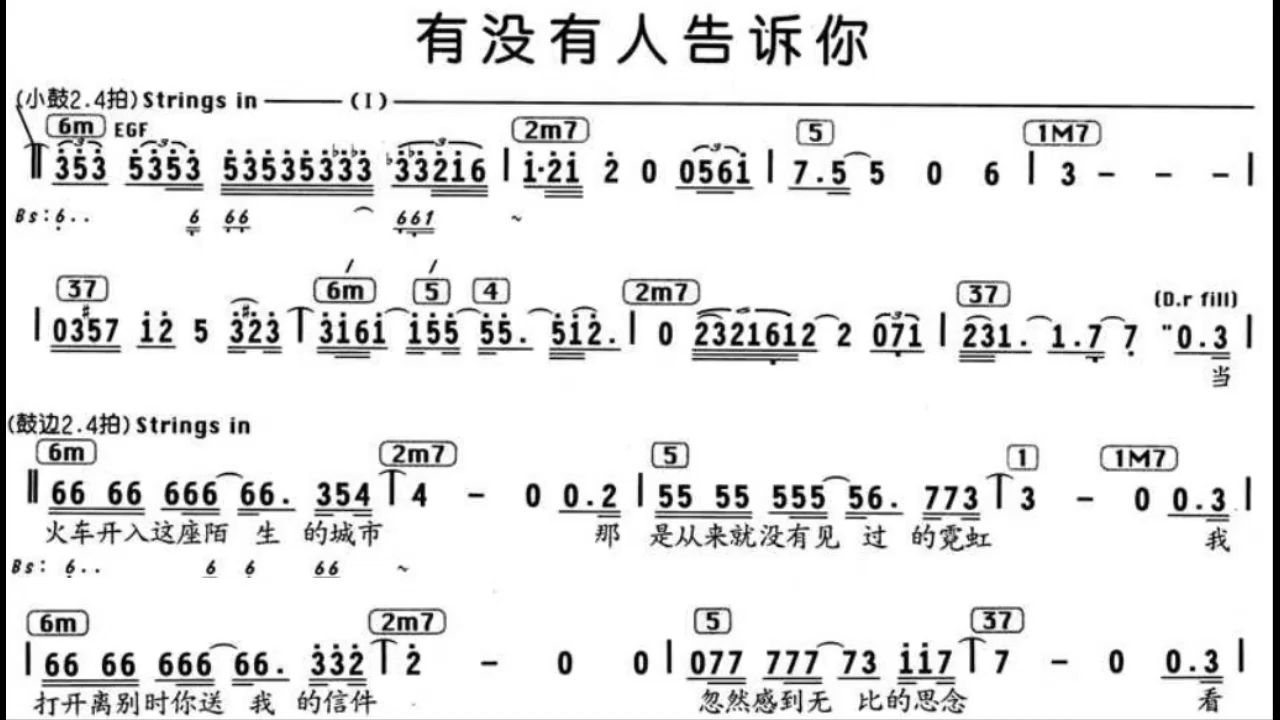 有没有人告诉你
(小鼓2.4拍) Strings in (I)
6m EGF 2m7 5 1M7
353 5353 53535333 33216 | 1·21 2 0 0561 | 7.5 5 0 6 | 3 - - - |
Bs: 6.. 6 66 661 ~
37 6m 5 4 2m7 37 (D.r fill)
| 0357 12 5 323 | 3161 155 55. 512. | 0 2321612 2 071 | 231. 1.7 7 "0.3 |
当
(鼓边2.4拍) Strings in
6m 2m7 5 1 1M7
66 66 666 66. 354 | 4 - 0 0.2 | 55 55 555 56. 773 | 3 - 0 0.3 |
火车开入这座陌 生 的城市 那 是从来就没有见 过 的霓虹 我
Bs: 6.. 6 6 66 ~
6m 2m7 5 37
| 66 66 666 66. 332 | 2 - 0 0 | 077 777 73 117 | 7 - 0 0.3 |
打开离别时你送 我 的信件 忽然感到无 比的思念 看